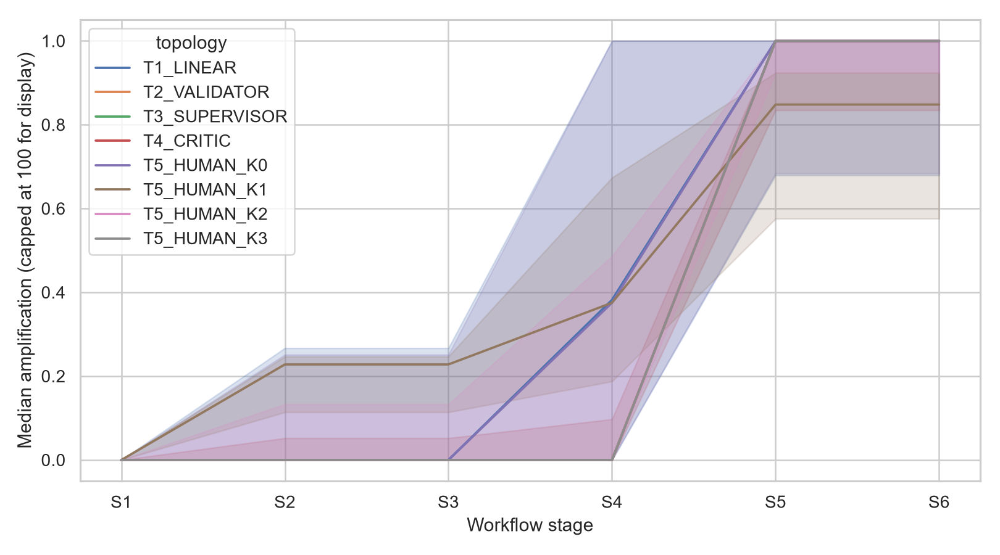 Median amplification (capped at 100 for display)
1.0
0.8
0.6
0.4
0.2
0.0
topology
T1_LINEAR
T2_VALIDATOR
T3_SUPERVISOR
T4_CRITIC
T5_HUMAN_K0
T5_HUMAN_K1
T5_HUMAN_K2
T5_HUMAN_K3
S1 S2 S3 S4 S5 S6
Workflow stage